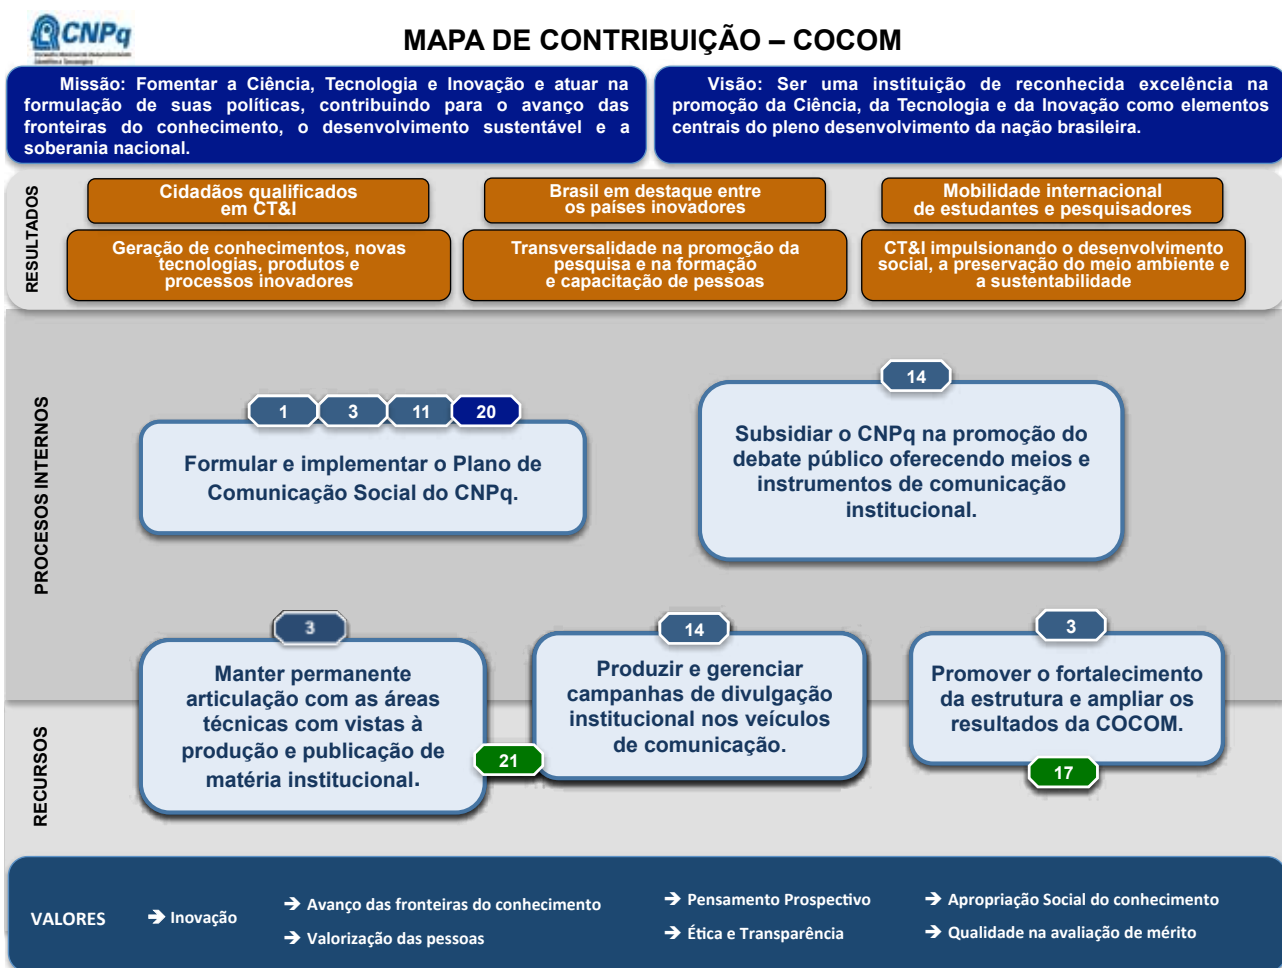 CNPq
MAPA DE CONTRIBUIÇÃO – COCOM
Missão: Fomentar a Ciência, Tecnologia e Inovação e atuar na
formulação de suas políticas, contribuindo para o avanço das
fronteiras do conhecimento, o desenvolvimento sustentável e a
soberania nacional.
Visão: Ser uma instituição de reconhecida excelência na
promoção da Ciência, da Tecnologia e da Inovação como elementos
centrais do pleno desenvolvimento da nação brasileira.
RESULTADOS
Cidadãos qualificados
em CT&I
Brasil em destaque entre
os países inovadores
Mobilidade internacional
de estudantes e pesquisadores
Geração de conhecimentos, novas
tecnologias, produtos e
processos inovadores
Transversalidade na promoção da
pesquisa e na formação
e capacitação de pessoas
CT&I impulsionando o desenvolvimento
social, a preservação do meio ambiente e
a sustentabilidade
PROCESOS INTERNOS
1
3
11
20
Formular e implementar o Plano de
Comunicação Social do CNPq.
14
Subsidiar o CNPq na promoção do
debate público oferecendo meios e
instrumentos de comunicação
institucional.
3
Manter permanente
articulação com as áreas
técnicas com vistas à
produção e publicação de
matéria institucional.
14
Produzir e gerenciar
campanhas de divulgação
institucional nos veículos
de comunicação.
21
3
Promover o fortalecimento
da estrutura e ampliar os
resultados da COCOM.
17
RECURSOS
VALORES
➔ Inovação
➔ Avanço das fronteiras do conhecimento
➔ Valorização das pessoas
➔ Pensamento Prospectivo
➔ Ética e Transparência
➔ Apropriação Social do conhecimento
➔ Qualidade na avaliação de mérito